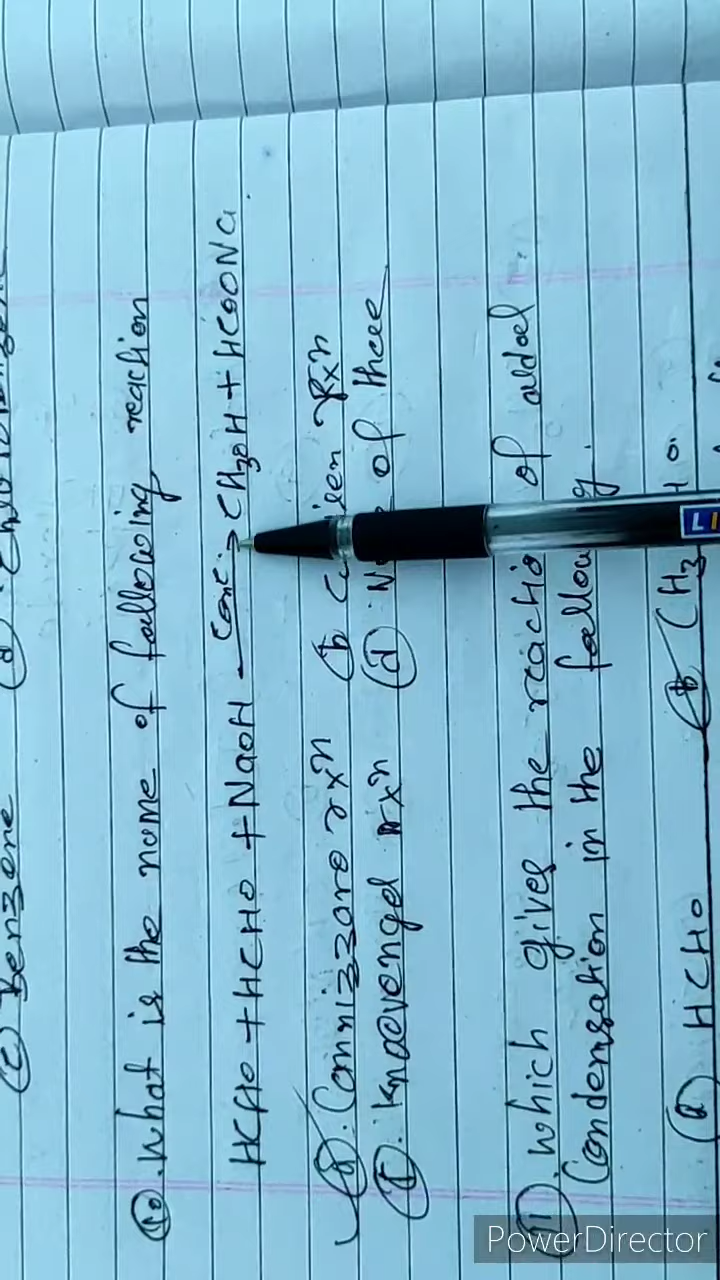 (c) Benzene (d)
(10). What is the name of following reaction
HCHO + HCHO + NaOH Conc. → CH3OH + HCOONa.
(a). Cannizzaro rxn (b)
(c). Knoevengel rxn (d). of these
(11). which gives the reaction of aldol
Condensation in the
(a) HCHO (b) CH3
PowerDirector